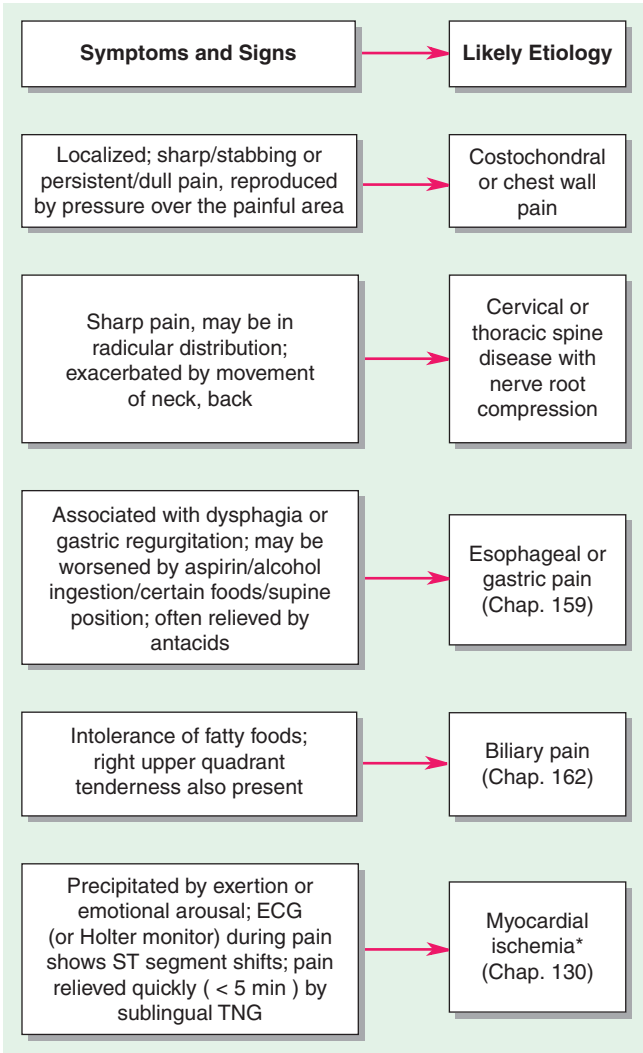 Symptoms and Signs
Likely Etiology
Localized; sharp/stabbing or
persistent/dull pain, reproduced
by pressure over the painful area
Costochondral
or chest wall
pain
Sharp pain, may be in
radicular distribution;
exacerbated by movement
of neck, back
Cervical or
thoracic spine
disease with
nerve root
compression
Associated with dysphagia or
gastric regurgitation; may be
worsened by aspirin/alcohol
ingestion/certain foods/supine
position; often relieved by
antacids
Esophageal or
gastric pain
(Chap. 159)
Intolerance of fatty foods;
right upper quadrant
tenderness also present
Biliary pain
(Chap. 162)
Precipitated by exertion or
emotional arousal; ECG
(or Holter monitor) during pain
shows ST segment shifts; pain
relieved quickly ( < 5 min ) by
sublingual TNG
Myocardial
ischemia*
(Chap. 130)